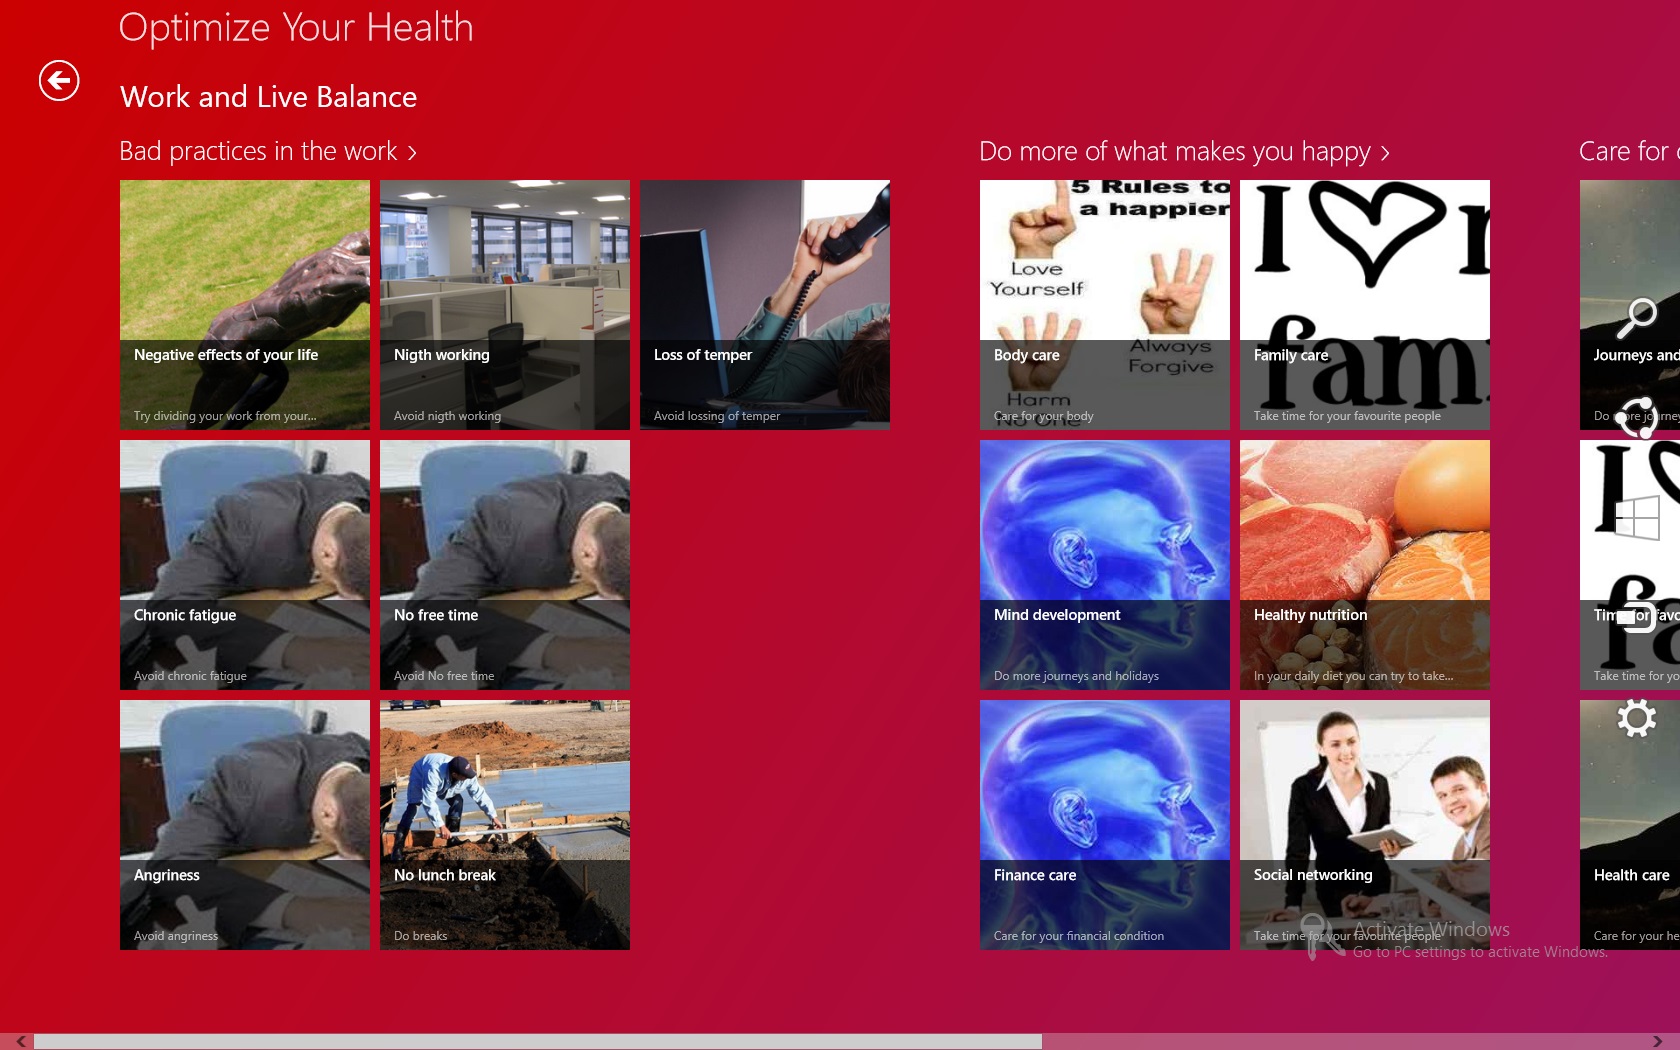 Optimize Your Health
Work and Live Balance
Bad practices in the work
Negative effects of your life
Try dividing your work from your...
Nigth working
Avoid nigth working
Loss of temper
Avoid lossing of temper
Chronic fatigue
Avoid chronic fatigue
No free time
Avoid No free time
Angriness
Avoid angriness
No lunch break
Do breaks
Do more of what makes you happy
5 Rules to
a happier
Love
Yourself
Always
Forgive
Harm
No One
Body care
Care for your body
I
fam
Family care
Take time for your favourite people
Mind development
Do more journeys and holidays
Healthy nutrition
In your daily diet you can try to take...
Finance care
Care for your financial condition
Social networking
Take time for your favourite people
Care for
Journeys and
Do more
I
fa
Take time for
Health care
Care for your
Activate Windows
Go to PC settings to activate Windows.